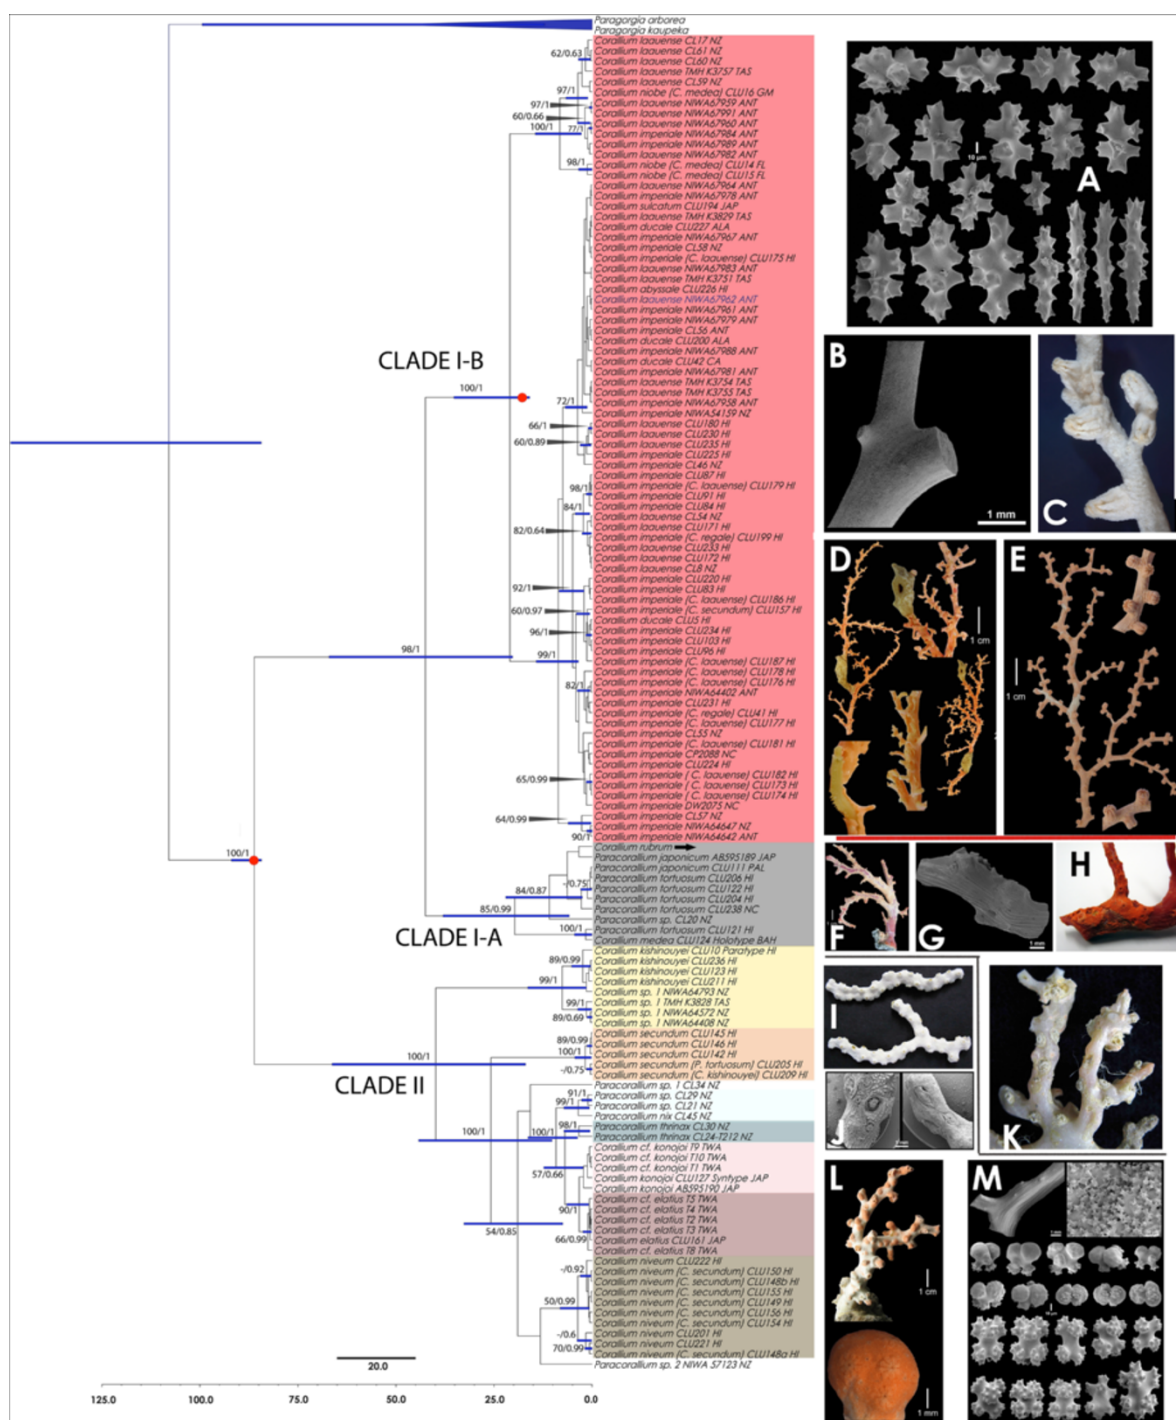 Paragorgia arborea
Paragorgia kaupeka
Corallium laauense CL17 NZ
Corallium laauense CL61 NZ
Corallium laauense CL60 NZ
Corallium laauense TMH K3757 TAS
Corallium laauense CL59 NZ
Corallium niobe (C. medea) CLU16 GM
Corallium laauense NIWA67959 ANT
Corallium laauense NIWA67991 ANT
Corallium laauense NIWA67960 ANT
Corallium imperiale NIWA67984 ANT
Corallium imperiale NIWA67989 ANT
Corallium laauense NIWA67982 ANT
Corallium niobe (C. medea) CLU14 FL
Corallium niobe (C. medea) CLU15 FL
Corallium laauense NIWA67964 ANT
Corallium imperiale NIWA67978 ANT
Corallium sulcatum CLU194 JAP
Corallium laauense TMH K3829 TAS
Corallium ducale CLU227 ALA
Corallium imperiale NIWA67967 ANT
Corallium imperiale CL58 NZ
Corallium imperiale (C. laauense) CLU175 HI
Corallium laauense NIWA67983 ANT
Corallium laauense TMH K3751 TAS
Corallium abyssale CLU226 HI
Corallium laauense NIWA67962 ANT
Corallium imperiale NIWA67961 ANT
Corallium imperiale NIWA67979 ANT
Corallium imperiale CL56 ANT
Corallium ducale CLU200 ALA
Corallium imperiale NIWA67988 ANT
Corallium ducale CLU42 CA
Corallium imperiale NIWA67981 ANT
Corallium laauense TMH K3754 TAS
Corallium laauense TMH K3755 TAS
Corallium imperiale NIWA67958 ANT
Corallium imperiale NIWA54159 NZ
Corallium laauense CLU180 HI
Corallium imperiale CLU230 HI
Corallium laauense CLU235 HI
Corallium imperiale CLU225 HI
Corallium imperiale CL46 NZ
Corallium imperiale CLU87 HI
Corallium imperiale (C. laauense) CLU179 HI
Corallium imperiale CLU91 HI
Corallium imperiale CLU84 HI
Corallium laauense CL54 NZ
Corallium laauense CLU171 HI
Corallium imperiale (C. regale) CLU199 HI
Corallium laauense CLU233 HI
Corallium laauense CLU172 HI
Corallium laauense CL8 NZ
Corallium imperiale CLU220 HI
Corallium imperiale CLU83 HI
Corallium imperiale (C. laauense) CLU186 HI
Corallium imperiale (C. secundum) CLU157 HI
Corallium ducale CLU5 HI
Corallium imperiale CLU234 HI
Corallium imperiale CLU103 HI
Corallium imperiale CLU96 HI
Corallium imperiale (C. laauense) CLU187 HI
Corallium imperiale (C. laauense) CLU178 HI
Corallium imperiale (C. laauense) CLU176 HI
Corallium imperiale NIWA64402 ANT
Corallium imperiale CLU231 HI
Corallium imperiale (C. regale) CLU41 HI
Corallium imperiale (C. laauense) CLU177 HI
Corallium imperiale CL55 NZ
Corallium imperiale (C. laauense) CLU181 HI
Corallium imperiale CP2088 NC
Corallium imperiale CLU224 HI
Corallium imperiale ( C. laauense) CLU182 HI
Corallium imperiale ( C. laauense) CLU173 HI
Corallium imperiale ( C. laauense) CLU174 HI
Corallium imperiale DW2075 NC
Corallium imperiale CL57 NZ
Corallium imperiale NIWA64647 NZ
Corallium imperiale NIWA64642 ANT
Corallium rubrum
Paracorallium japonicum AB595189 JAP
Paracorallium japonicum CLU111 PAL
Paracorallium tortuosum CLU206 HI
Paracorallium tortuosum CLU122 HI
Paracorallium tortuosum CLU204 HI
Paracorallium tortuosum CLU238 NC
Paracorallium sp. CL20 NZ
Paracorallium tortuosum CLU121 HI
Corallium medea CLU124 Holotype BAH
Corallium kishinouyei CLU10 Paratype HI
Corallium kishinouyei CLU236 HI
Corallium kishinouyei CLU123 HI
Corallium kishinouyei CLU211 HI
Corallium sp. 1 NIWA64793 NZ
Corallium sp. 1 TMH K3828 TAS
Corallium sp. 1 NIWA64572 NZ
Corallium sp. 1 NIWA64408 NZ
Corallium secundum CLU145 HI
Corallium secundum CLU146 HI
Corallium secundum CLU142 HI
Corallium secundum (P. tortuosum) CLU205 HI
Corallium secundum (C. kishinouyei) CLU209 HI
Paracorallium sp. 1 CL34 NZ
Paracorallium sp. CL29 NZ
Paracorallium sp. CL21 NZ
Paracorallium nix CL45 NZ
Paracorallium thrinax CL30 NZ
Paracorallium thrinax CL24-T212 NZ
Corallium cf. konojoi T9 TWA
Corallium cf. konojoi T10 TWA
Corallium cf. konojoi T1 TWA
Corallium konojoi CLU127 Syntype JAP
Corallium konojoi AB595190 JAP
Corallium cf. elatius T5 TWA
Corallium cf. elatius T4 TWA
Corallium cf. elatius T2 TWA
Corallium cf. elatius T3 TWA
Corallium elatius CLU161 JAP
Corallium cf. elatius T8 TWA
Corallium niveum CLU222 HI
Corallium niveum (C. secundum) CLU150 HI
Corallium niveum (C. secundum) CLU148b HI
Corallium niveum (C. secundum) CLU155 HI
Corallium niveum (C. secundum) CLU149 HI
Corallium niveum (C. secundum) CLU156 HI
Corallium niveum (C. secundum) CLU154 HI
Corallium niveum CLU201 HI
Corallium niveum CLU221 HI
Corallium niveum (C. secundum) CLU148a HI
Paracorallium sp. 2 NIWA 57123 NZ
62/0.63
97/1
97/1
60/0.66
100/1
77/1
98/1
CLADE I-B
100/1
72/1
66/1
60/0.89
98/1
84/1
82/0.64
92/1
60/0.97
96/1
98/1
99/1
82/1
65/0.99
64/0.99
90/1
100/1
-/0.75
84/0.87
85/0.99
CLADE I-A
100/1
89/0.99
99/1
99/1
89/0.69
89/0.99
100/1
100/1
-/0.75
CLADE II
91/1
99/1
98/1
100/1
100/1
57/0.66
90/1
54/0.85
66/0.99
-/0.92
50/0.99
-/0.6
70/0.99
20.0
125.0 100.0 75.0 50.0 25.0 0.0
A
10 µm
B
1 mm
C
D
1 cm
E
1 cm
F
G
1 mm
H
I
J
K
L
1 cm
1 mm
M